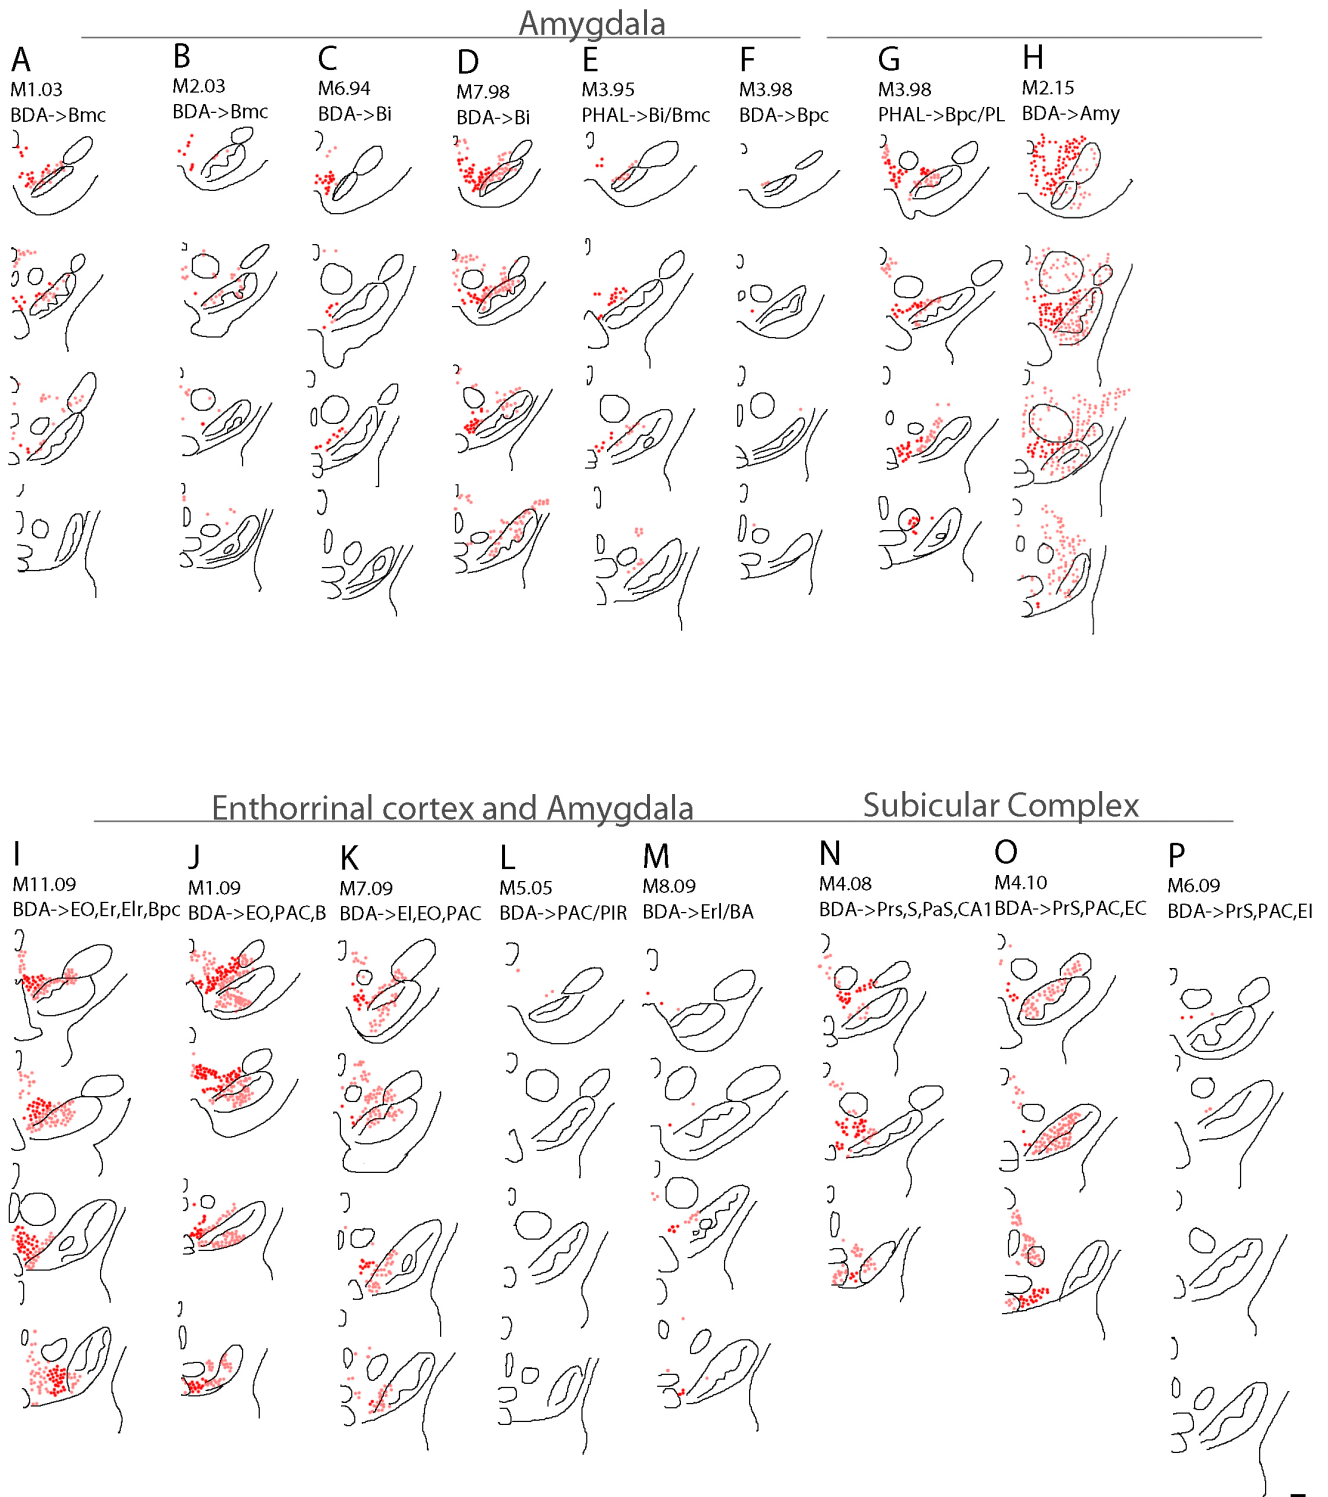 Amygdala
A
M1.03
BDA->Bmc
B
M2.03
BDA->Bmc
C
M6.94
BDA->Bi
D
M7.98
BDA->Bi
E
M3.95
PHAL->Bi/Bmc
F
M3.98
BDA->Bpc
G
M3.98
PHAL->Bpc/PL
H
M2.15
BDA->Amy
Enthorrinal cortex and Amygdala
Subicular Complex
I
M11.09
BDA->EO,Er,Elr,Bpc
J
M1.09
BDA->EO,PAC,B
K
M7.09
BDA->EI,EO,PAC
L
M5.05
BDA->PAC/PIR
M
M8.09
BDA->Erl/BA
N
M4.08
BDA->Prs,S,PaS,CA1
O
M4.10
BDA->PrS,PAC,EC
P
M6.09
BDA->PrS,PAC,EI